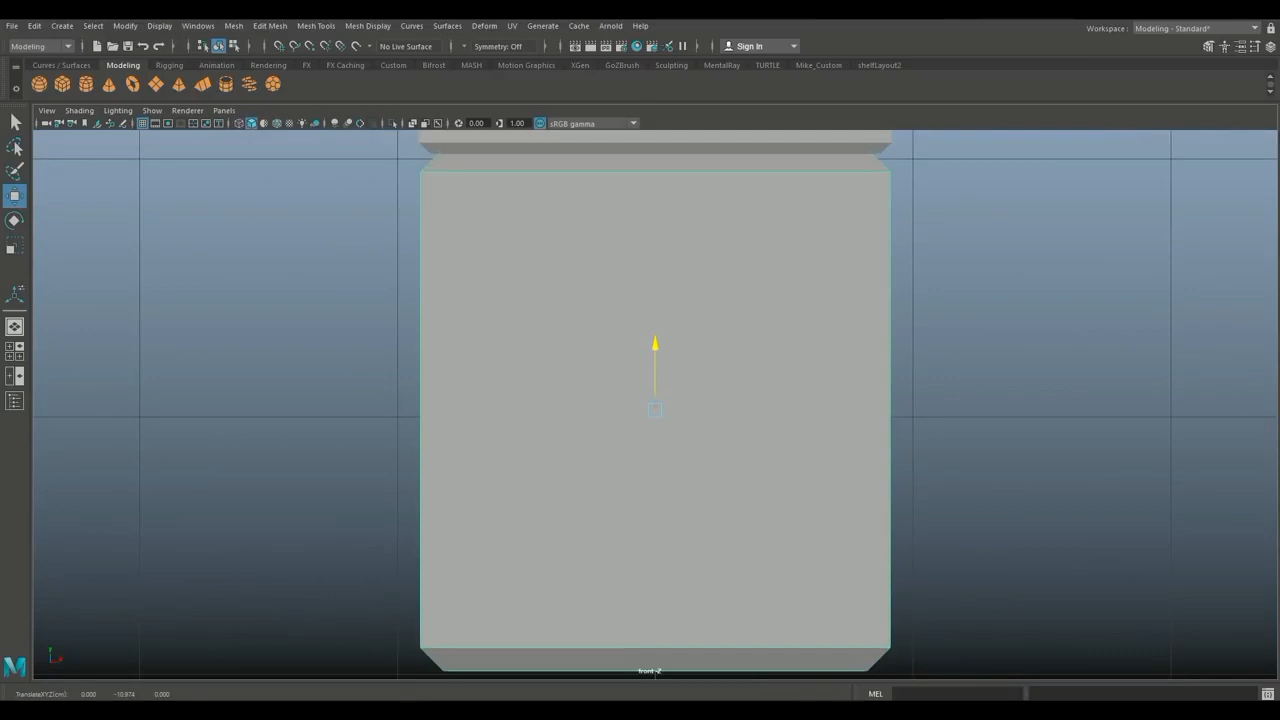 File Edit Create Select Modify Display Windows Mesh Edit Mesh Mesh Tools Mesh Display Curves Surfaces Deform UV Generate Cache Arnold Help
Workspace : Modeling - Standard*
Modeling No Live Surface Symmetry: Off Sign In
Curves / Surfaces Modeling Rigging Animation Rendering FX FX Caching Custom Bifrost MASH Motion Graphics XGen GoZBrush Sculpting MentalRay TURTLE Mike_Custom shelfLayout2
View Shading Lighting Show Renderer Panels
0.00 1.00 sRGB gamma
front -Z
TranslateXYZ(cm): 0.000 -10.974 0.000 MEL